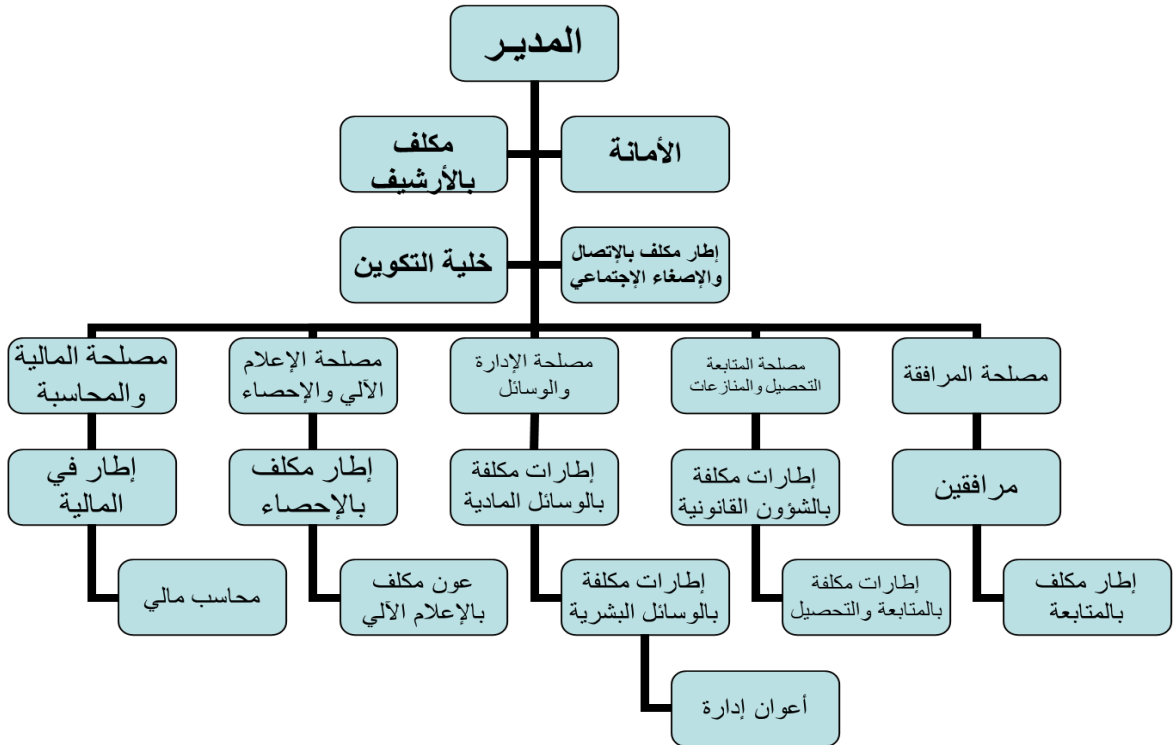 المديـر
الأمانة
مكلف
بالأرشيف
إطار مكلف بالإتصال
والإصغاء الإجتماعي
خلية التكوين
مصلحة المرافقة
مصلحة المتابعة
التحصيل والمنازعات
مصلحة الإدارة
والوسائل
مصلحة الإعلام
الآلي والإحصاء
مصلحة المالية
والمحاسبة
مرافقين
إطارات مكلفة
بالشؤون القانونية
إطارات مكلفة
بالوسائل المادية
إطار مكلف
بالإحصاء
إطار في
المالية
إطار مكلف
بالمتابعة
إطارات مكلفة
بالمتابعة والتحصيل
إطارات مكلفة
بالوسائل البشرية
عون مكلف
بالإعلام الآلي
محاسب مالي
أعوان إدارة